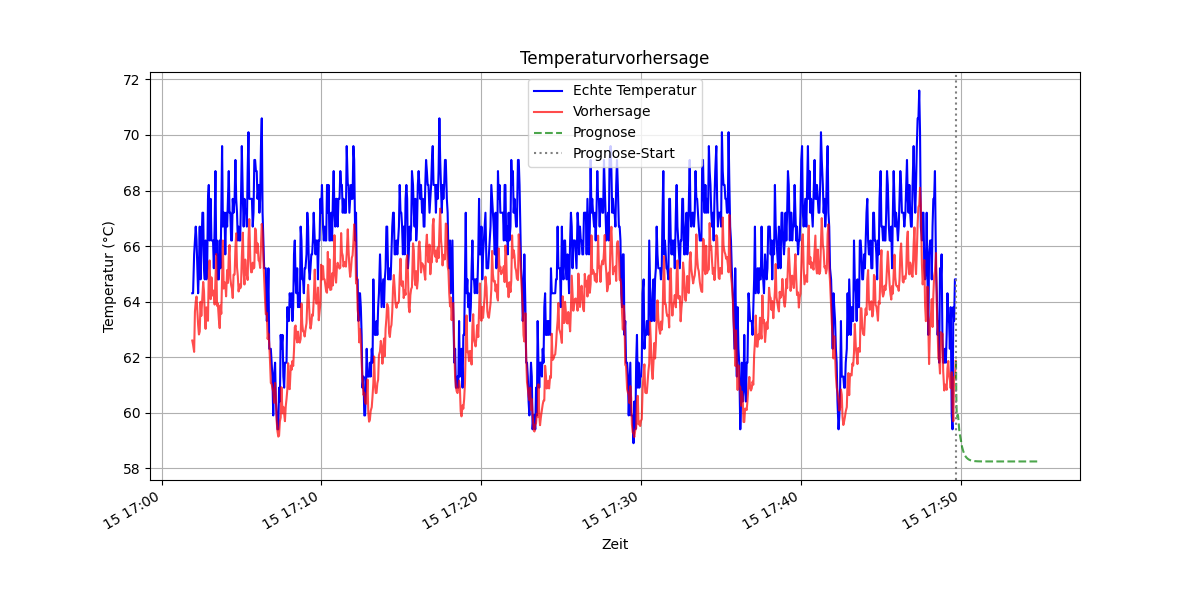 Temperaturvorhersage
Echte Temperatur
Vorhersage
Prognose
Prognose-Start
Temperatur (°C)
72
70
68
66
64
62
60
58
15 17:00
15 17:10
15 17:20
15 17:30
15 17:40
15 17:50
Zeit